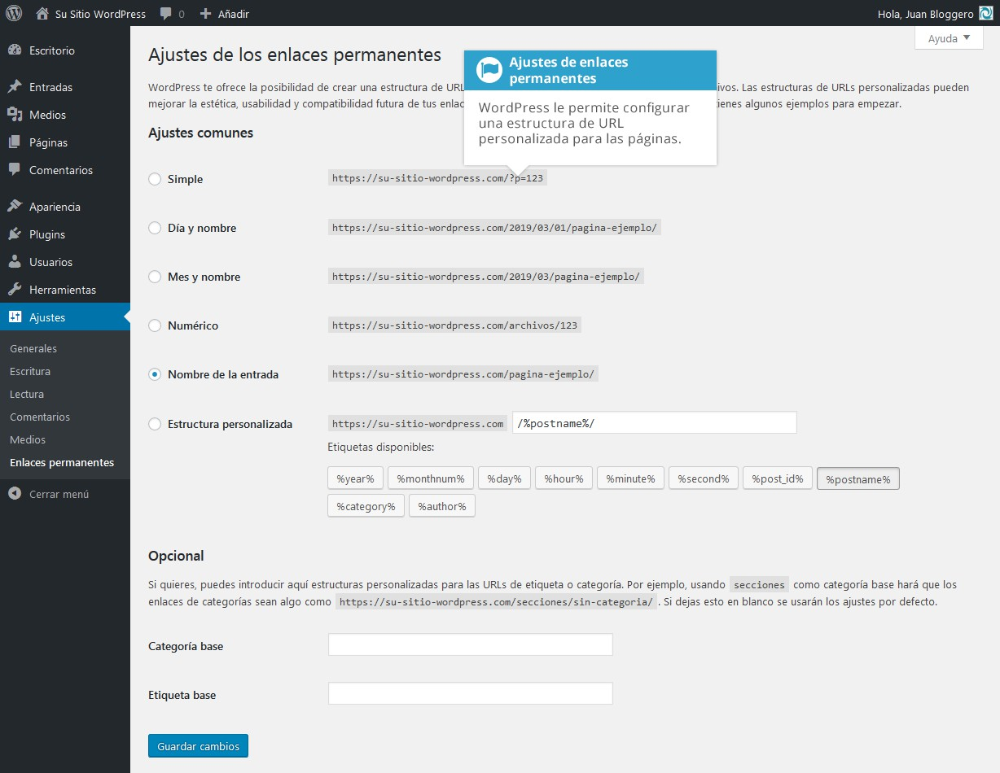 Su Sitio WordPress 0 Añadir Hola, Juan Bloggero
Ayuda
Escritorio
Entradas
Medios
Páginas
Comentarios
Apariencia
Plugins
Usuarios
Herramientas
Ajustes
Generales
Escritura
Lectura
Comentarios
Medios
Enlaces permanentes
Cerrar menú
Ajustes de los enlaces permanentes
Ajustes de enlaces
permanentes
WordPress le permite configurar
una estructura de URL
personalizada para las páginas.
WordPress te ofrece la posibilidad de crear una estructura de URL ivos. Las estructuras de URLs personalizadas pueden
mejorar la estética, usabilidad y compatibilidad futura de tus enlac ienes algunos ejemplos para empezar.
Ajustes comunes
Simple https://su-sitio-wordpress.com/?p=123
Día y nombre https://su-sitio-wordpress.com/2019/03/01/pagina-ejemplo/
Mes y nombre https://su-sitio-wordpress.com/2019/03/pagina-ejemplo/
Numérico https://su-sitio-wordpress.com/archivos/123
Nombre de la entrada https://su-sitio-wordpress.com/pagina-ejemplo/
Estructura personalizada https://su-sitio-wordpress.com /%postname%/
Etiquetas disponibles:
%year% %monthnum% %day% %hour% %minute% %second% %post_id% %postname%
%category% %author%
Opcional
Si quieres, puedes introducir aquí estructuras personalizadas para las URLs de etiqueta o categoría. Por ejemplo, usando secciones como categoría base hará que los
enlaces de categorías sean algo como https://su-sitio-wordpress.com/secciones/sin-categoria/ . Si dejas esto en blanco se usarán los ajustes por defecto.
Categoría base
Etiqueta base
Guardar cambios